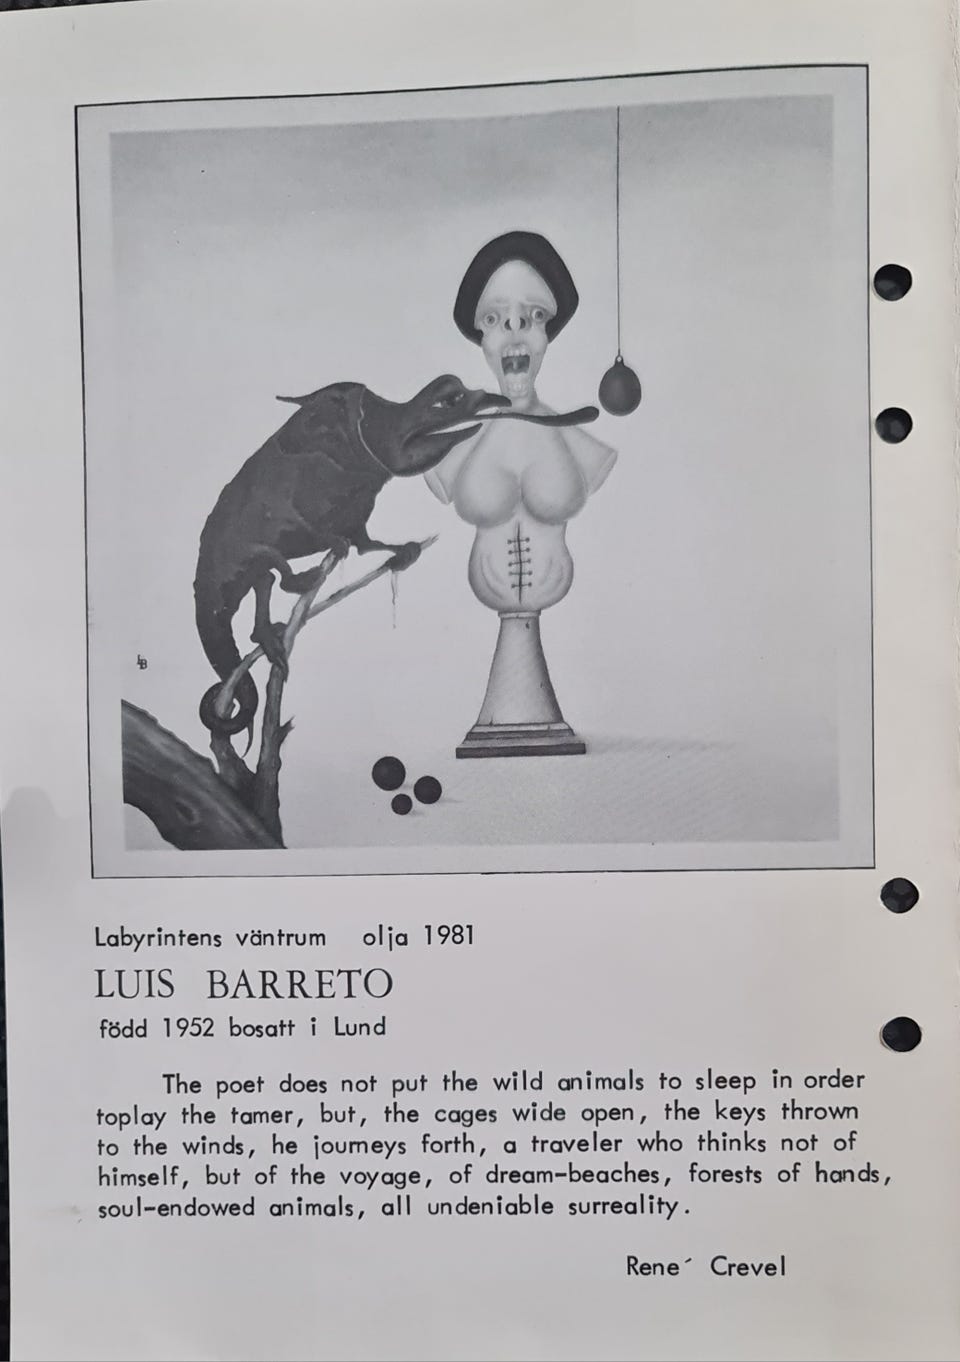 LB
Labyrintens väntrum olja 1981
LUIS BARRETO
född 1952 bosatt i Lund
The poet does not put the wild animals to sleep in order
toplay the tamer, but, the cages wide open, the keys thrown
to the winds, he journeys forth, a traveler who thinks not of
himself, but of the voyage, of dream-beaches, forests of hands,
soul-endowed animals, all undeniable surreality.
Rene´ Crevel